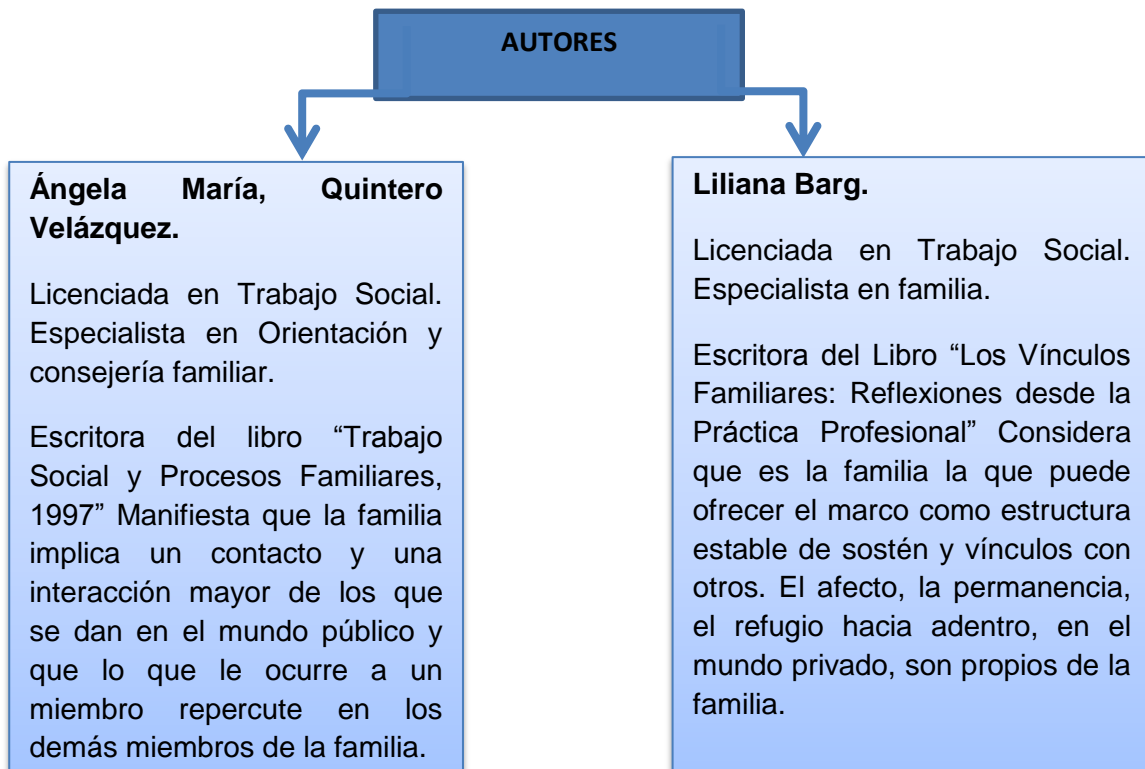 AUTORES
Ángela María, Quintero
Velázquez.
Licenciada en Trabajo Social.
Especialista en Orientación y
consejería familiar.
Escritora del libro “Trabajo
Social y Procesos Familiares,
1997” Manifiesta que la familia
implica un contacto y una
interacción mayor de los que
se dan en el mundo público y
que lo que le ocurre a un
miembro repercute en los
demás miembros de la familia.
Liliana Barg.
Licenciada en Trabajo Social.
Especialista en familia.
Escritora del Libro “Los Vínculos
Familiares: Reflexiones desde la
Práctica Profesional” Considera
que es la familia la que puede
ofrecer el marco como estructura
estable de sostén y vínculos con
otros. El afecto, la permanencia,
el refugio hacia adentro, en el
mundo privado, son propios de la
familia.